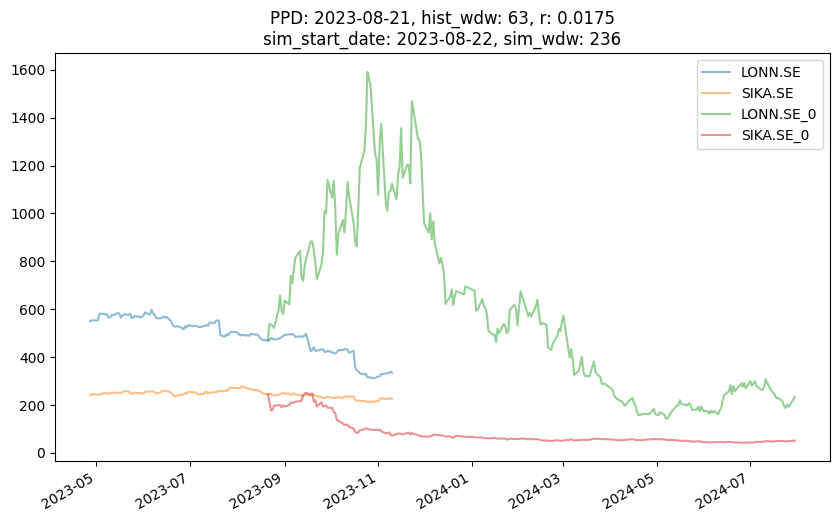 PPD: 2023-08-21, hist_wdw: 63, r: 0.0175
sim_start_date: 2023-08-22, sim_wdw: 236
LONN.SE
SIKA.SE
LONN.SE_0
SIKA.SE_0
1600
1400
1200
1000
800
600
400
200
0
2023-05
2023-07
2023-09
2023-11
2024-01
2024-03
2024-05
2024-07